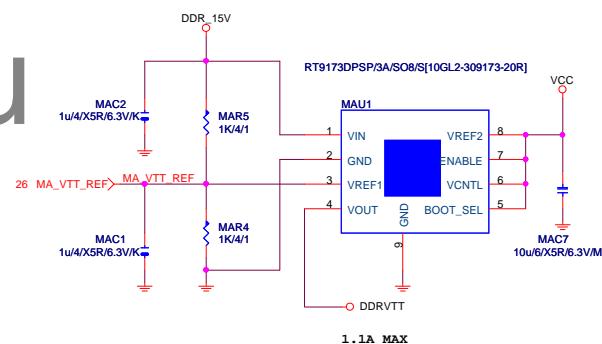 DDR_15V
u
RT9173DPSP/3A/SO8/S[10GL2-309173-20R]
VCC
MAC2
1u/4/X5R/6.3V/K
MAR5
1K/4/1
MAU1
1 VIN VREF2 8
2 GND ENABLE 7
26 MA_VTT_REF MA_VTT_REF 3 VREF1 VCNTL 6
4 VOUT BOOT_SEL 5
GND
9
MAC1
1u/4/X5R/6.3V/K
MAR4
1K/4/1
MAC7
10u/6/X5R/6.3V/M
DDRVTT
1.1A MAX